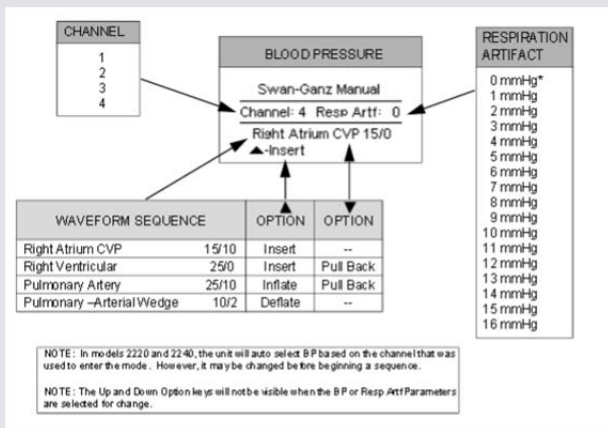 CHANNEL
1
2
3
4
BLOOD PRESSURE
Swan-Ganz Manual
Channel: 4 Resp Artf: 0
Right Atrium CVP 15/0
▲-Insert
RESPIRATION
ARTIFACT
0 mmHg*
1 mmHg
2 mmHg
3 mmHg
4 mmHg
5 mmHg
6 mmHg
7 mmHg
8 mmHg
9 mmHg
10 mmHg
11 mmHg
12 mmHg
13 mmHg
14 mmHg
15 mmHg
16 mmHg
WAVEFORM SEQUENCE OPTION OPTION
Right Atrium CVP 15/10 Insert --
Right Ventricular 25/0 Insert Pull Back
Pulmonary Artery 25/10 Inflate Pull Back
Pulmonary –Arterial Wedge 10/2 Deflate --
NOTE: In models 2220 and 2240, the unit will auto select BP based on the channel that was
used to enter the mode. However, it may be changed before beginning a sequence.
NOTE: The Up and Down Option keys will not be visible when the BP or Resp Artf Parameters
are selected for change.